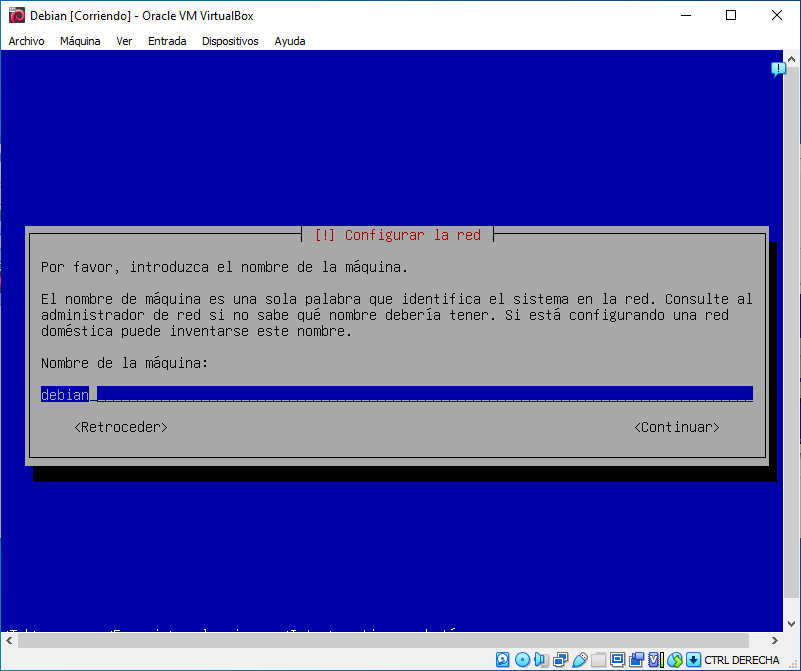 Debian [Corriendo] - Oracle VM VirtualBox
Archivo Máquina Ver Entrada Dispositivos Ayuda
[!] Configurar la red
Por favor, introduzca el nombre de la máquina.
El nombre de máquina es una sola palabra que identifica el sistema en la red. Consulte al
administrador de red si no sabe qué nombre debería tener. Si está configurando una red
doméstica puede inventarse este nombre.
Nombre de la máquina:
debian
<Retroceder> <Continuar>
CTRL DERECHA